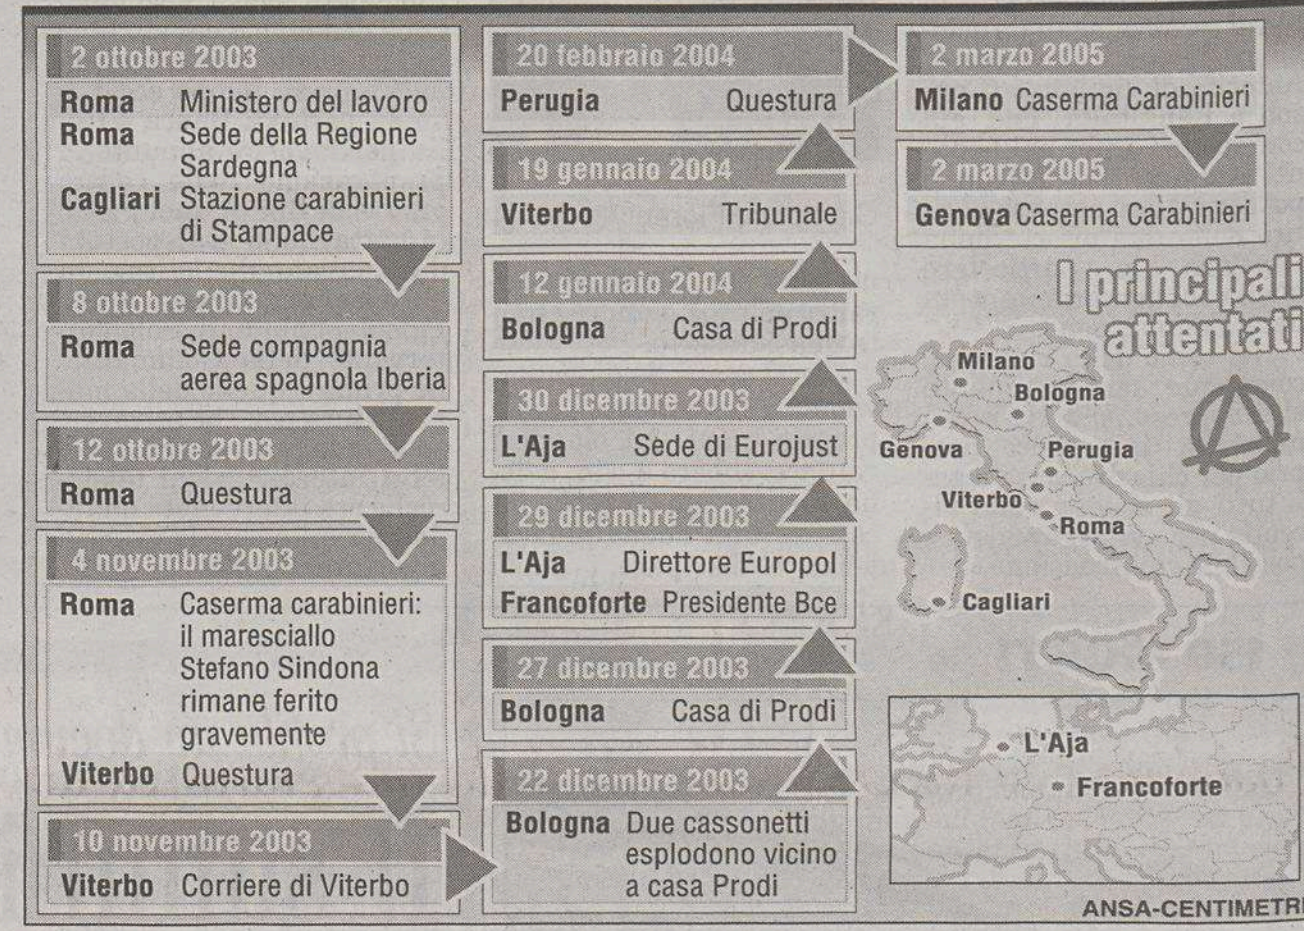 2 ottobre 2003
Roma Ministero del lavoro
Roma Sede della Regione
Sardegna
Cagliari Stazione carabinieri
di Stampace
8 ottobre 2003
Roma Sede compagnia
aerea spagnola Iberia
12 ottobre 2003
Roma Questura
4 novembre 2003
Roma Caserma carabinieri:
il maresciallo
Stefano Sindona
rimane ferito
gravemente
Viterbo Questura
10 novembre 2003
Viterbo Corriere di Viterbo
22 dicembre 2003
Bologna Due cassonetti
esplodono vicino
a casa Prodi
27 dicembre 2003
Bologna Casa di Prodi
29 dicembre 2003
L'Aja Direttore Europol
Francoforte Presidente Bce
30 dicembre 2003
L'Aja Sede di Eurojust
12 gennaio 2004
Bologna Casa di Prodi
19 gennaio 2004
Viterbo Tribunale
20 febbraio 2004
Perugia Questura
2 marzo 2005
Milano Caserma Carabinieri
2 marzo 2005
Genova Caserma Carabinieri
I principali
attentati
Milano
Bologna
Genova
Perugia
Viterbo
Roma
Cagliari
L'Aja
Francoforte
ANSA-CENTIMETRI